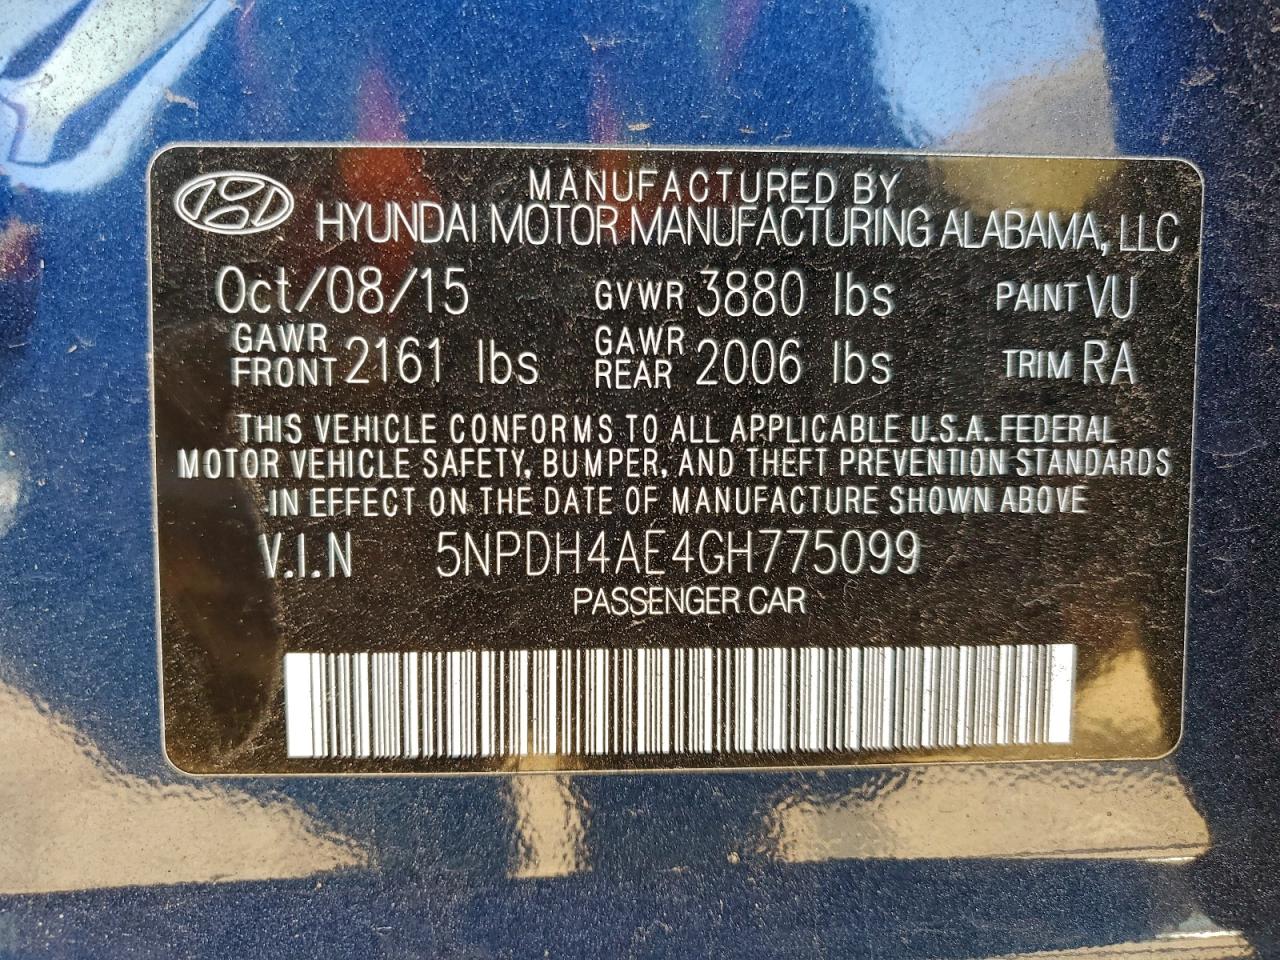 MANUFACTURED BY
HYUNDAI MOTOR MANUFACTURING ALABAMA, LLC
Oct/08/15 GVWR 3880 lbs PAINT VU
GAWR FRONT 2161 lbs GAWR REAR 2006 lbs TRIM RA
THIS VEHICLE CONFORMS TO ALL APPLICABLE U.S.A. FEDERAL
MOTOR VEHICLE SAFETY, BUMPER, AND THEFT PREVENTION STANDARDS
IN EFFECT ON THE DATE OF MANUFACTURE SHOWN ABOVE
V.I.N 5NPDH4AE4GH775099
PASSENGER CAR